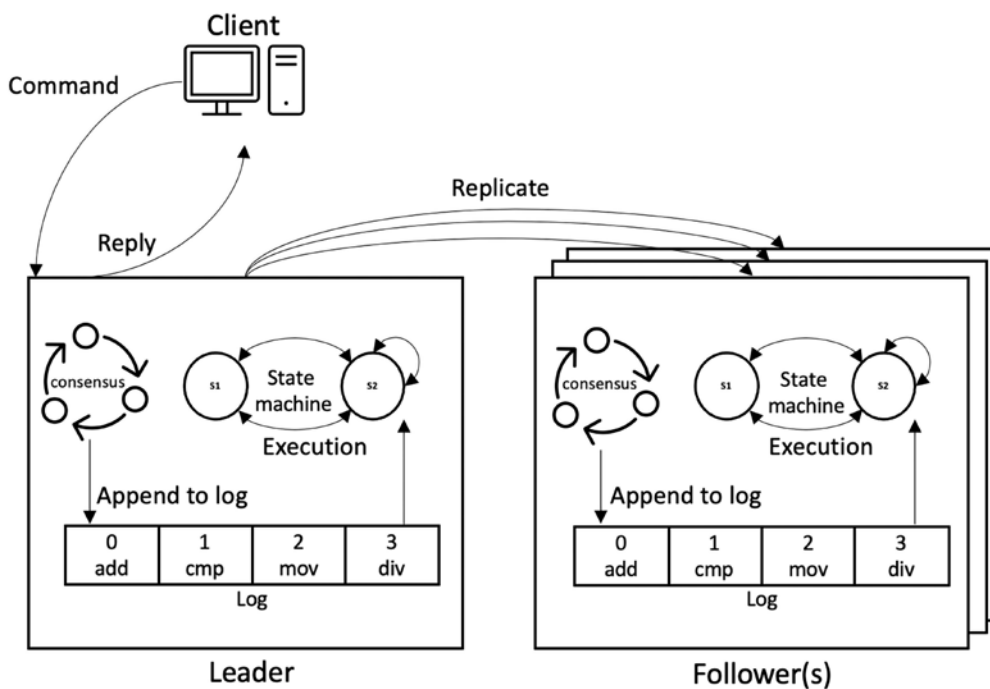 Client
Command
Replicate
Reply
consensus
S1
State
machine
S2
Execution
Append to log
0 1 2 3
add cmp mov div
Log
Leader
consensus
S1
State
machine
S2
Execution
Append to log
0 1 2 3
add cmp mov div
Log
Follower(s)